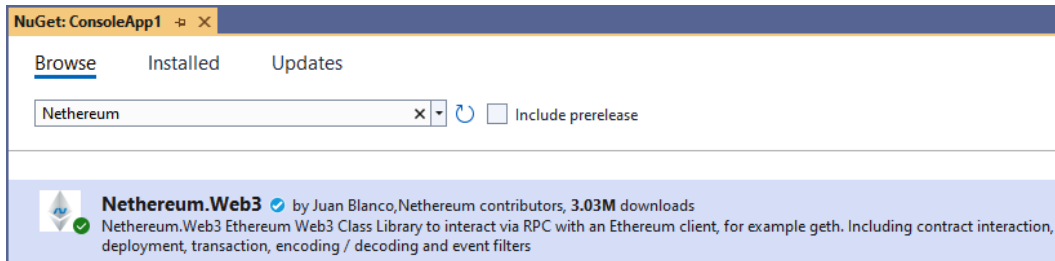 NuGet: ConsoleApp1
Browse Installed Updates
Nethereum
Include prerelease
Nethereum.Web3 by Juan Blanco,Nethereum contributors, 3.03M downloads
Nethereum.Web3 Ethereum Web3 Class Library to interact via RPC with an Ethereum client, for example geth. Including contract interaction,
deployment, transaction, encoding / decoding and event filters